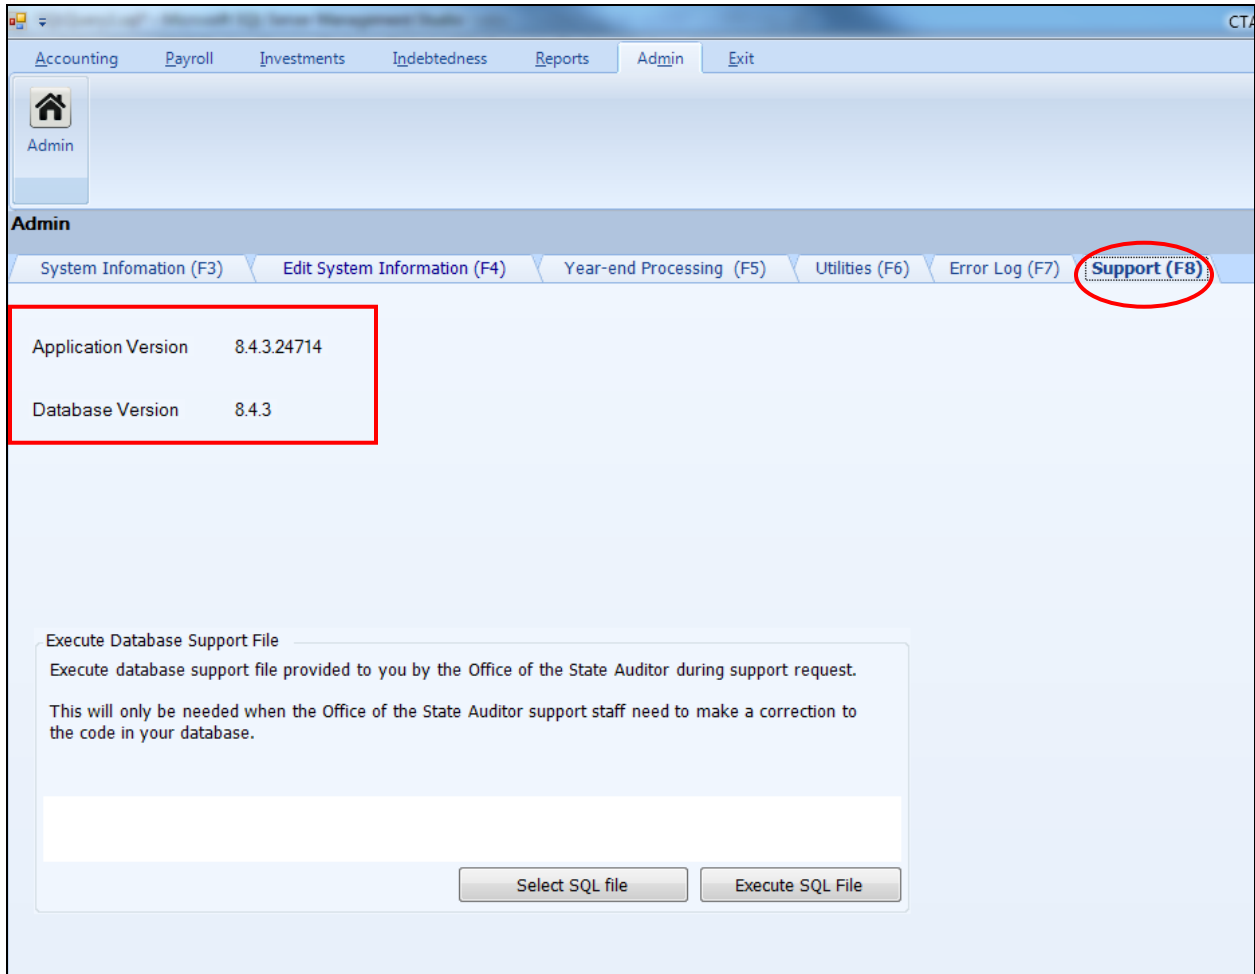 CTA
Accounting Payroll Investments Indebtedness Reports Admin Exit
Admin
Admin
System Infomation (F3) Edit System Information (F4) Year-end Processing (F5) Utilities (F6) Error Log (F7) Support (F8)
Application Version 8.4.3.24714
Database Version 8.4.3
Execute Database Support File
Execute database support file provided to you by the Office of the State Auditor during support request.
This will only be needed when the Office of the State Auditor support staff need to make a correction to
the code in your database.
Select SQL file Execute SQL File